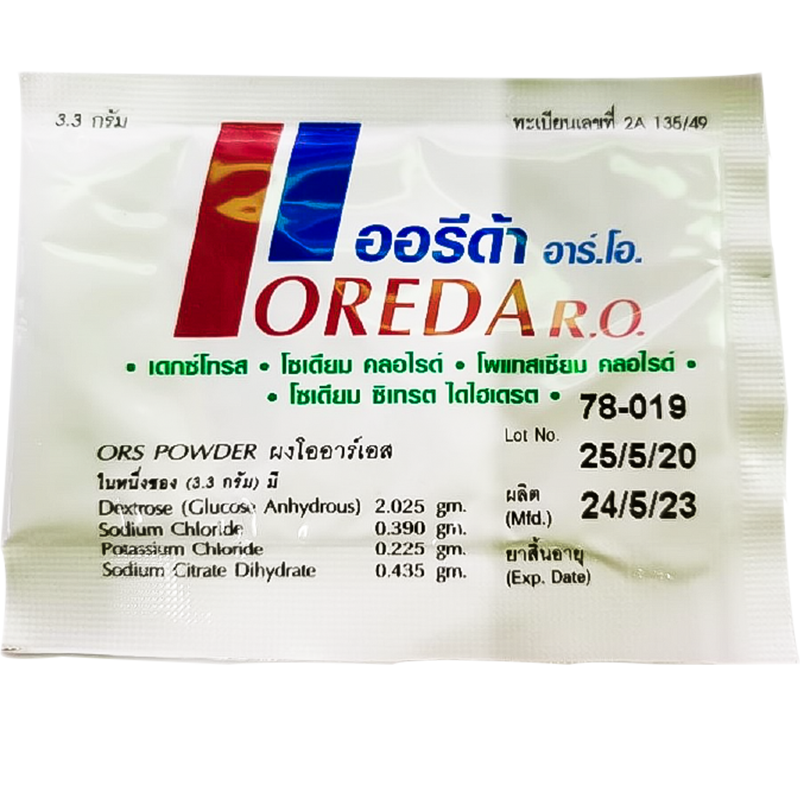 3.3 กรัม
ทะเบียนเลขที่ 2A 135/49
ออรีด้า อาร์.โอ.
OREDA R.O.
• เดกซ์โทรส • โซเดียม คลอไรด์ • โพแทสเซียม คลอไรด์ •
• โซเดียม ซิเทรต ไดไฮเดรต •
ORS POWDER ผงโออาร์เอส
ในหนึ่งซอง (3.3 กรัม) มี
Dextrose (Glucose Anhydrous) 2.025 gm.
Sodium Chloride 0.390 gm.
Potassium Chloride 0.225 gm.
Sodium Citrate Dihydrate 0.435 gm.
78-019
Lot No.
25/5/20
ผลิต
(Mfd.)
24/5/23
ยาสิ้นอายุ
(Exp. Date)